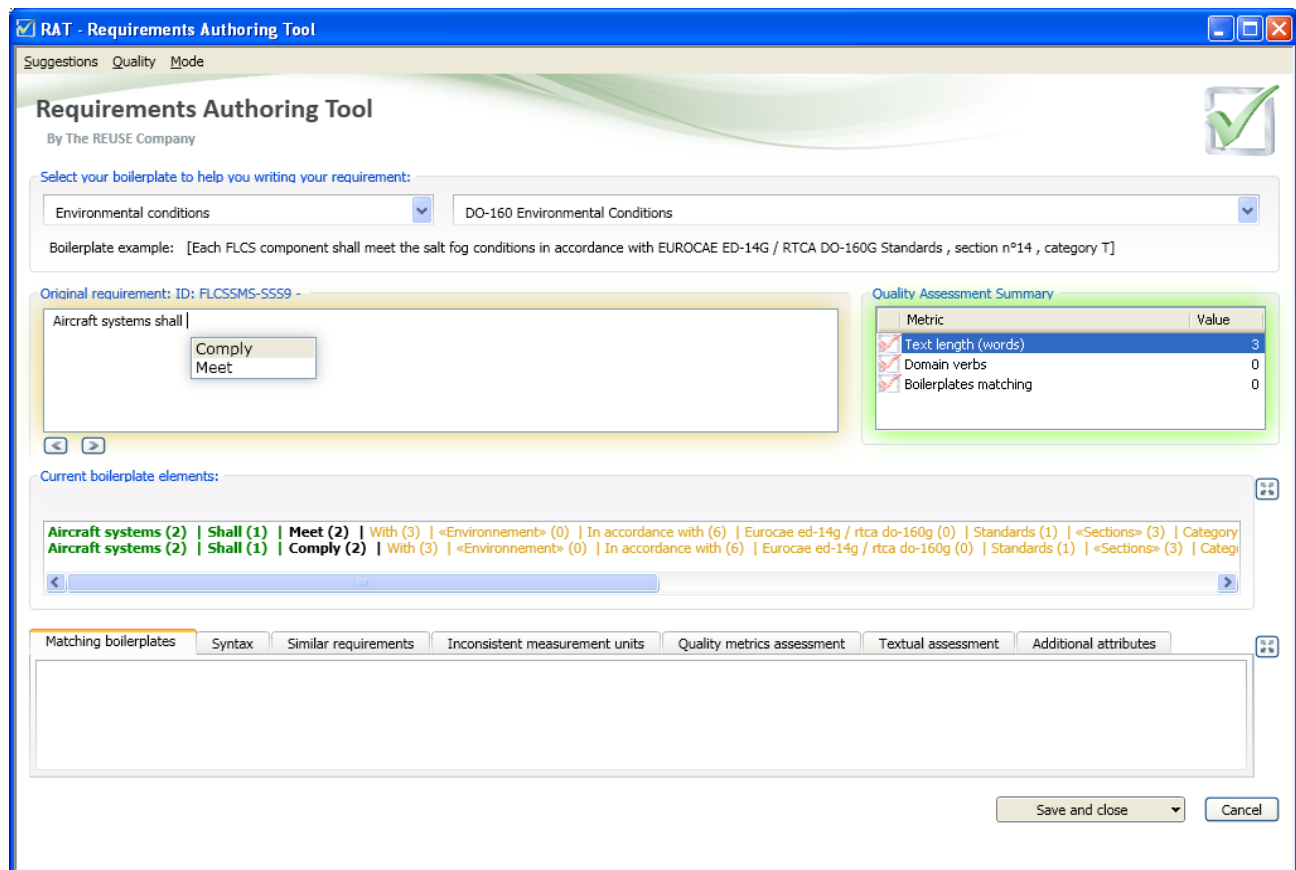 RAT - Requirements Authoring Tool
Suggestions Quality Mode
Requirements Authoring Tool
By The REUSE Company
Select your boilerplate to help you writing your requirement:
Environmental conditions DO-160 Environmental Conditions
Boilerplate example: [Each FLCS component shall meet the salt fog conditions in accordance with EUROCAE ED-14G / RTCA DO-160G Standards , section n°14 , category T]
Original requirement: ID: FLCSSMS-SSS9 -
Aircraft systems shall
Comply
Meet
Quality Assessment Summary
Metric Value
Text length (words) 3
Domain verbs 0
Boilerplates matching 0
Current boilerplate elements:
Aircraft systems (2) | Shall (1) | Meet (2) | With (3) | «Environnement» (0) | In accordance with (6) | Eurocae ed-14g / rtca do-160g (0) | Standards (1) | «Sections» (3) | Category
Aircraft systems (2) | Shall (1) | Comply (2) | With (3) | «Environnement» (0) | In accordance with (6) | Eurocae ed-14g / rtca do-160g (0) | Standards (1) | «Sections» (3) | Catego
Matching boilerplates Syntax Similar requirements Inconsistent measurement units Quality metrics assessment Textual assessment Additional attributes
Save and close Cancel